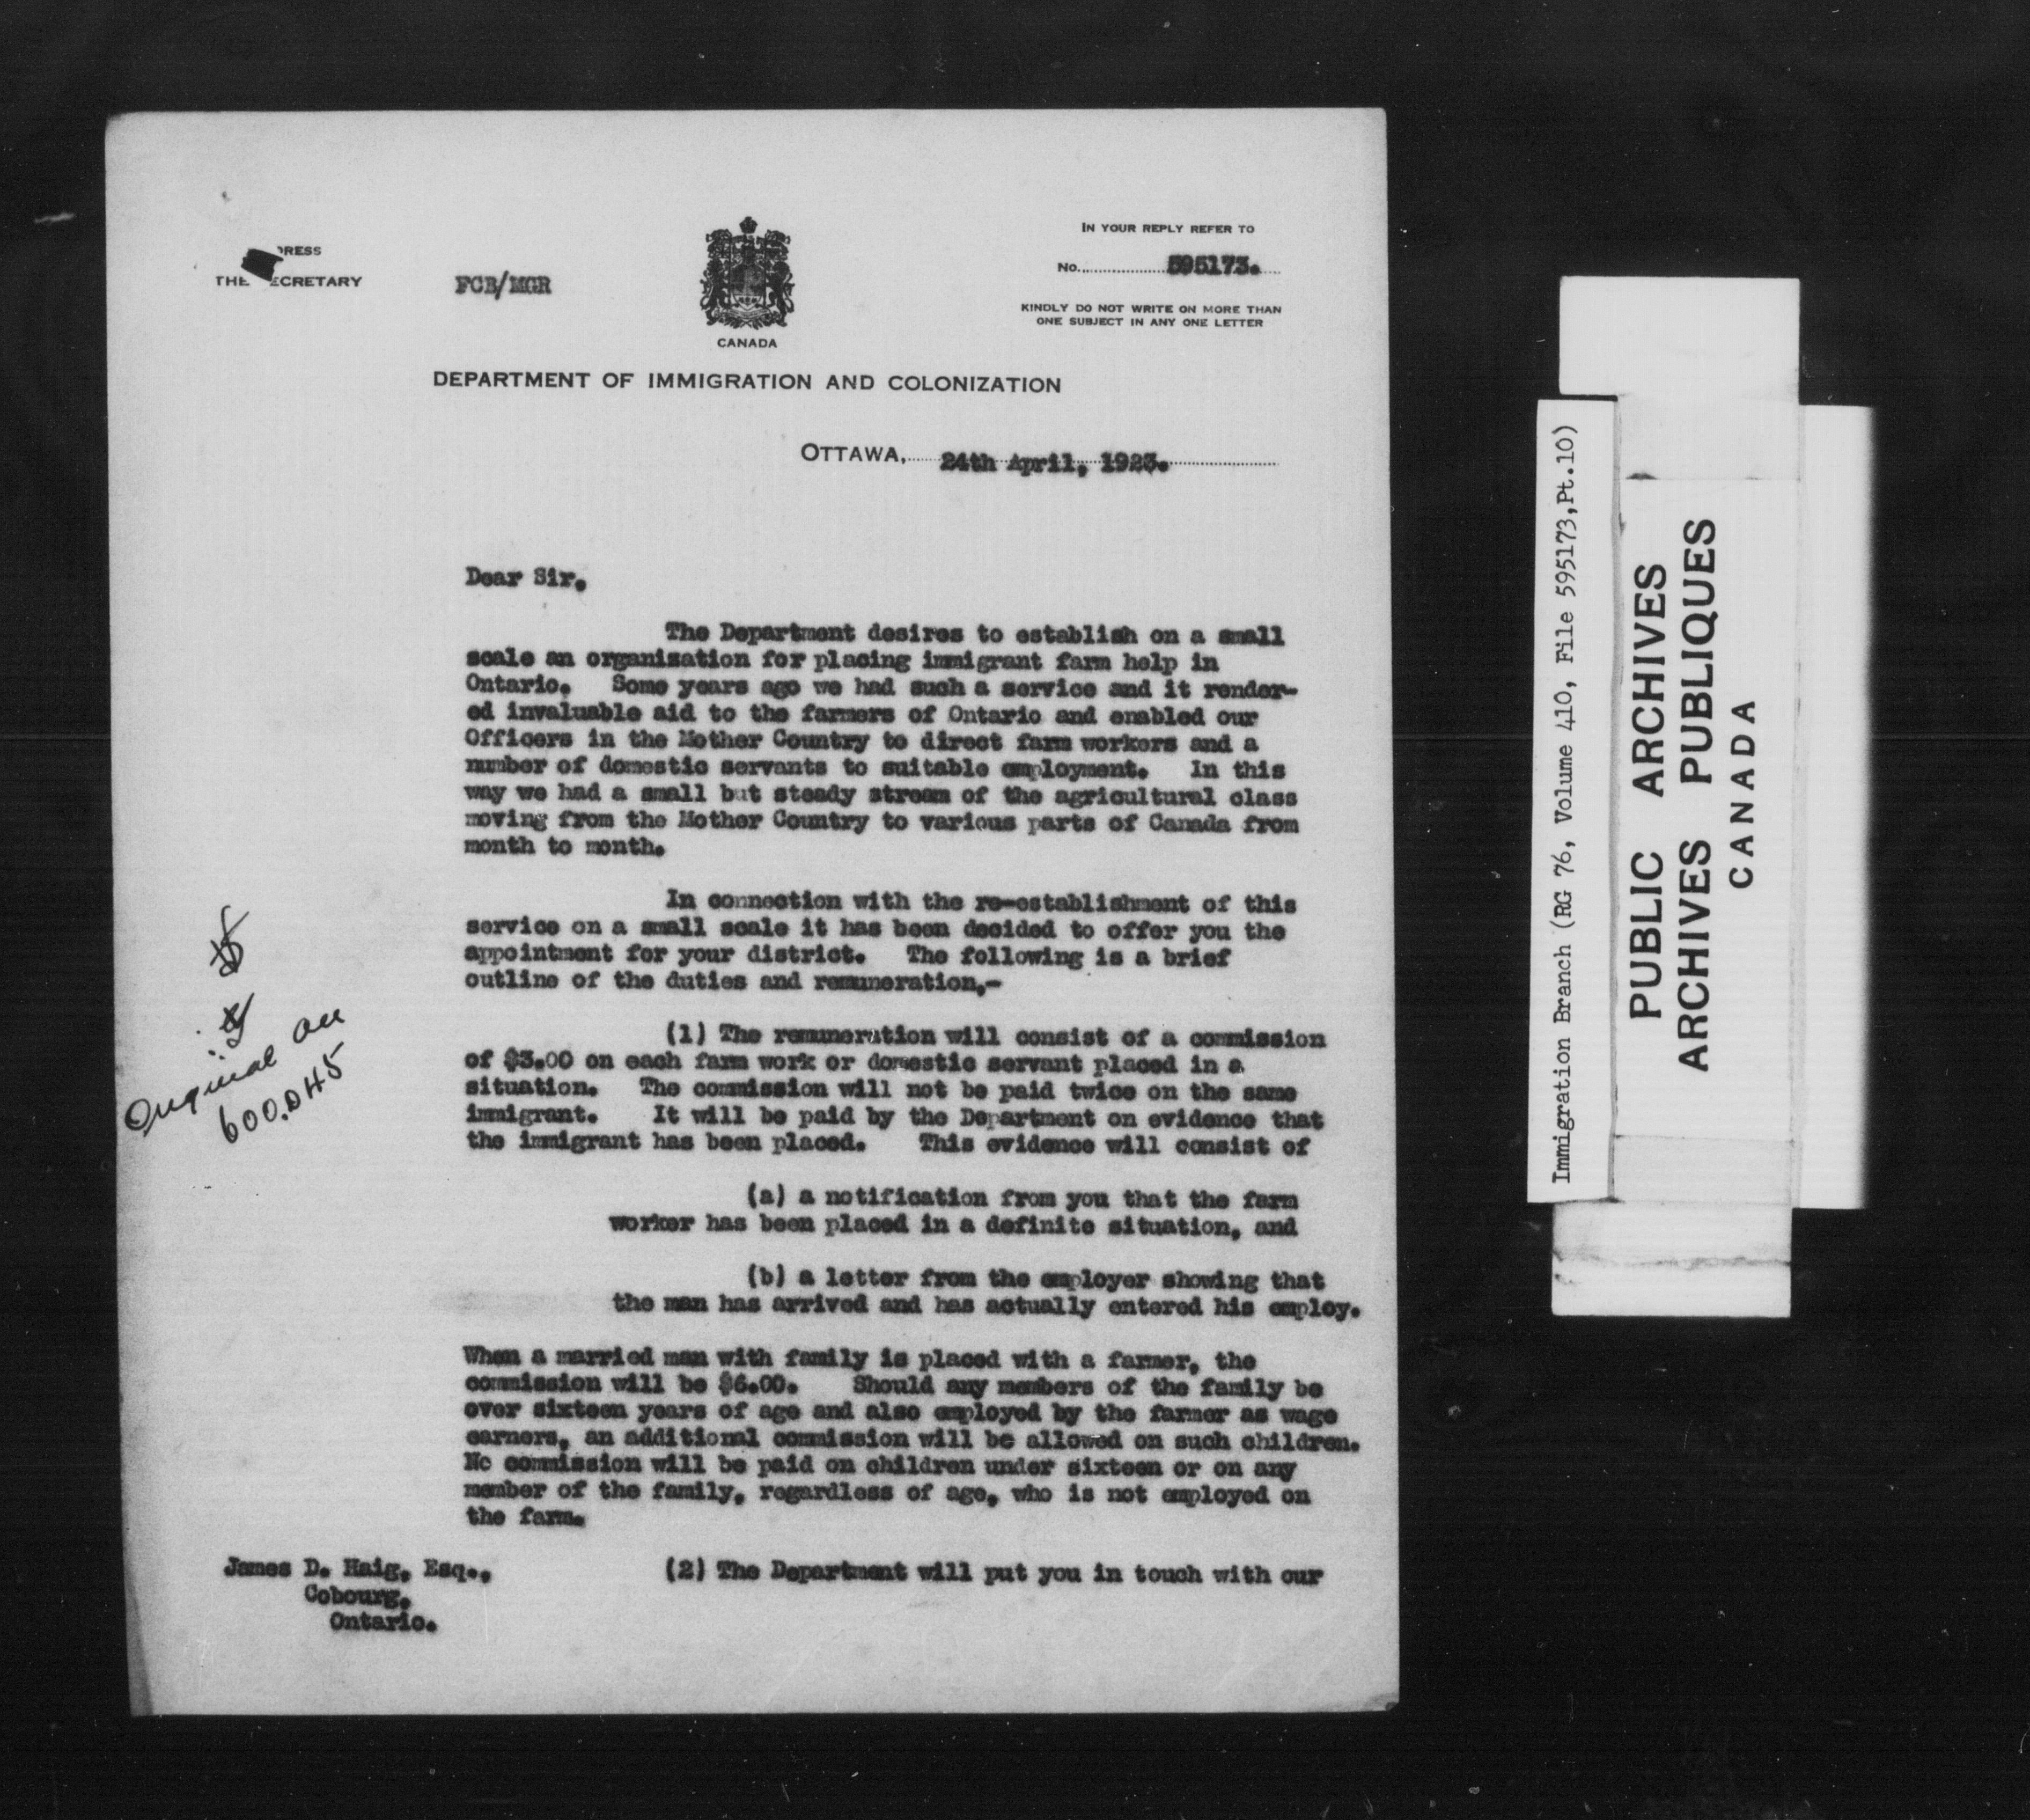 DRESS
THE SECRETARY
FCB/MGR
CANADA
IN YOUR REPLY REFER TO
No. 595173.
KINDLY DO NOT WRITE ON MORE THAN
ONE SUBJECT IN ANY ONE LETTER
DEPARTMENT OF IMMIGRATION AND COLONIZATION
OTTAWA, 24th April, 1923.
Dear Sir,
The Department desires to establish on a small
scale an organization for placing immigrant farm help in
Ontario. Some years ago we had such a service and it render-
ed invaluable aid to the farmers of Ontario and enabled our
Officers in the Mother Country to direct farm workers and a
number of domestic servants to suitable employment. In this
way we had a small but steady stream of the agricultural class
moving from the Mother Country to various parts of Canada from
month to month.
In connection with the re-establishment of this
service on a small scale it has been decided to offer you the
appointment for your district. The following is a brief
outline of the duties and remuneration,-
(1) The remuneration will consist of a commission
of $3.00 on each farm work or domestic servant placed in a
situation. The commission will not be paid twice on the same
immigrant. It will be paid by the Department on evidence that
the immigrant has been placed. This evidence will consist of
(a) a notification from you that the farm
worker has been placed in a definite situation, and
(b) a letter from the employer showing that
the man has arrived and has actually entered his employ.
When a married man with family is placed with a farmer, the
commission will be $6.00. Should any members of the family be
over sixteen years of age and also employed by the farmer as wage
earners, an additional commission will be allowed on such children.
No commission will be paid on children under sixteen or on any
member of the family, regardless of age, who is not employed on
the farm.
(2) The Department will put you in touch with our
James D. Haig, Esq.,
Cobourg,
Ontario.
Original on
600.045
Immigration Branch (RG 76, Volume 410, File 595173,Pt.10)
PUBLIC ARCHIVES
ARCHIVES PUBLIQUES
CANADA